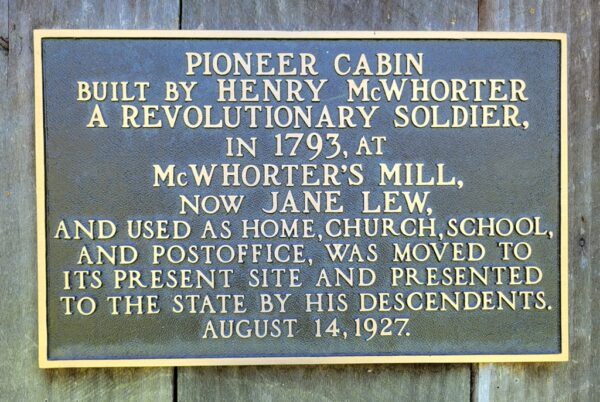 PIONEER CABIN
BUILT BY HENRY McWHORTER
A REVOLUTIONARY SOLDIER,
IN 1793, AT
McWHORTER'S MILL,
NOW JANE LEW,
AND USED AS HOME, CHURCH, SCHOOL,
AND POSTOFFICE, WAS MOVED TO
ITS PRESENT SITE AND PRESENTED
TO THE STATE BY HIS DESCENDENTS.
AUGUST 14, 1927.